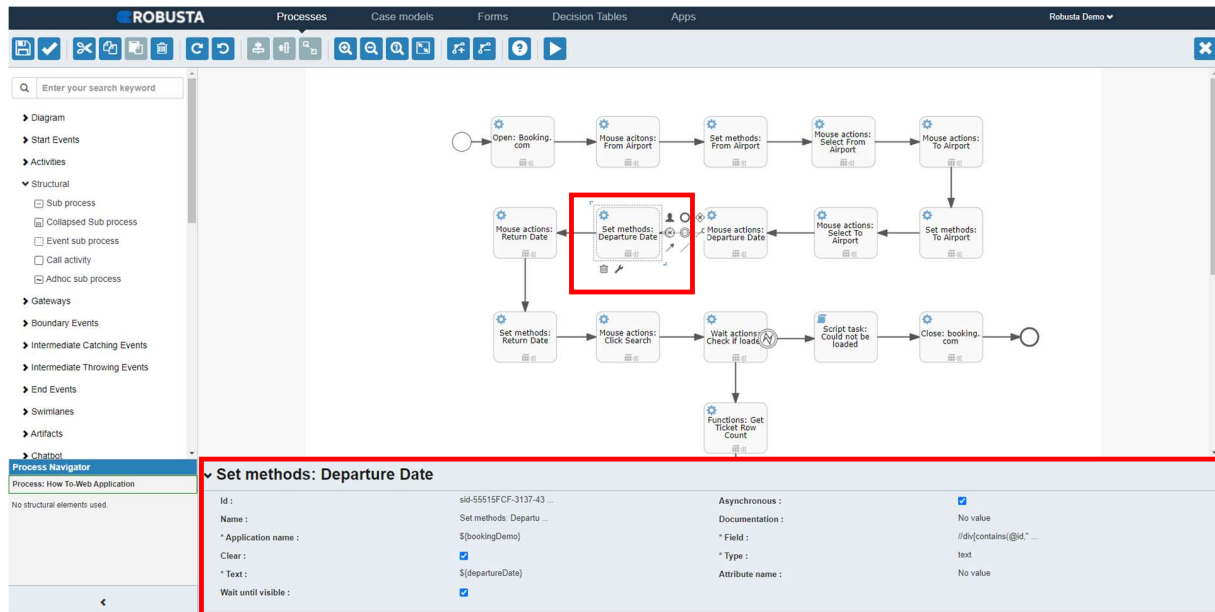 ROBUSTA
Processes
Case models
Forms
Decision Tables
Apps
Robusta Demo
Enter your search keyword
Diagram
Start Events
Activities
Structural
Sub process
Collapsed Sub process
Event sub process
Call activity
Adhoc sub process
Gateways
Boundary Events
Intermediate Catching Events
Intermediate Throwing Events
End Events
Swimlanes
Artifacts
Chatbot
Process Navigator
Process: How To-Web Application
No structural elements used.
Open: Booking.
com
Mouse acitons:
From Airport
Set methods:
From Airport
Mouse actions:
Select From
Airport
Mouse actions:
To Airport
Mouse actions:
Return Date
Set methods:
Departure Date
Mouse actions:
Departure Date
Mouse actions:
Select To
Airport
Set methods:
To Airport
Set methods:
Return Date
Mouse actions:
Click Search
Wait actions:
Check if loade
Script task:
Could not be
loaded
Close: booking.
com
Functions: Get
Ticket Row
Count
Set methods: Departure Date
Id : sid-55515FCF-3137-43 ... Asynchronous :
Name : Set methods: Departu ... Documentation : No value
* Application name : ${bookingDemo} * Field : //div[contains(@id," ...
Clear : * Type : text
* Text : ${departureDate} Attribute name : No value
Wait until visible :